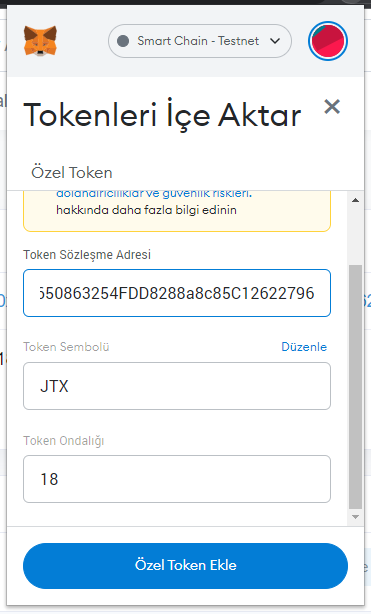 Smart Chain - Testnet
Tokenleri İçe Aktar
Özel Token
dolandırıcılıklar ve güvenlik riskleri.
hakkında daha fazla bilgi edinin
Token Sözleşme Adresi
550863254FDD8288a8c85C12622796
Token Sembolü
Düzenle
JTX
Token Ondalığı
18
Özel Token Ekle